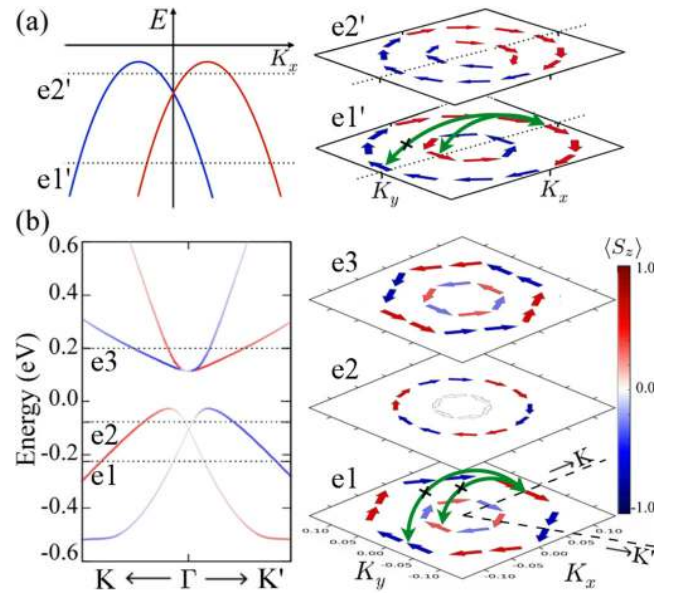 (a)
E
K_x
e2'
e1'
e2'
e1'
K_y
K_x
(b)
Energy (eV)
0.6
0.4
0.2
0.0
-0.2
-0.4
-0.6
e3
e2
e1
K ← Γ → K'
e3
e2
e1
→K
→K'
K_y
K_x
0.10
0.05
0.00
-0.05
-0.10
-0.10
-0.05
0.00
0.05
0.10
⟨S_z⟩
1.0
0.0
-1.0